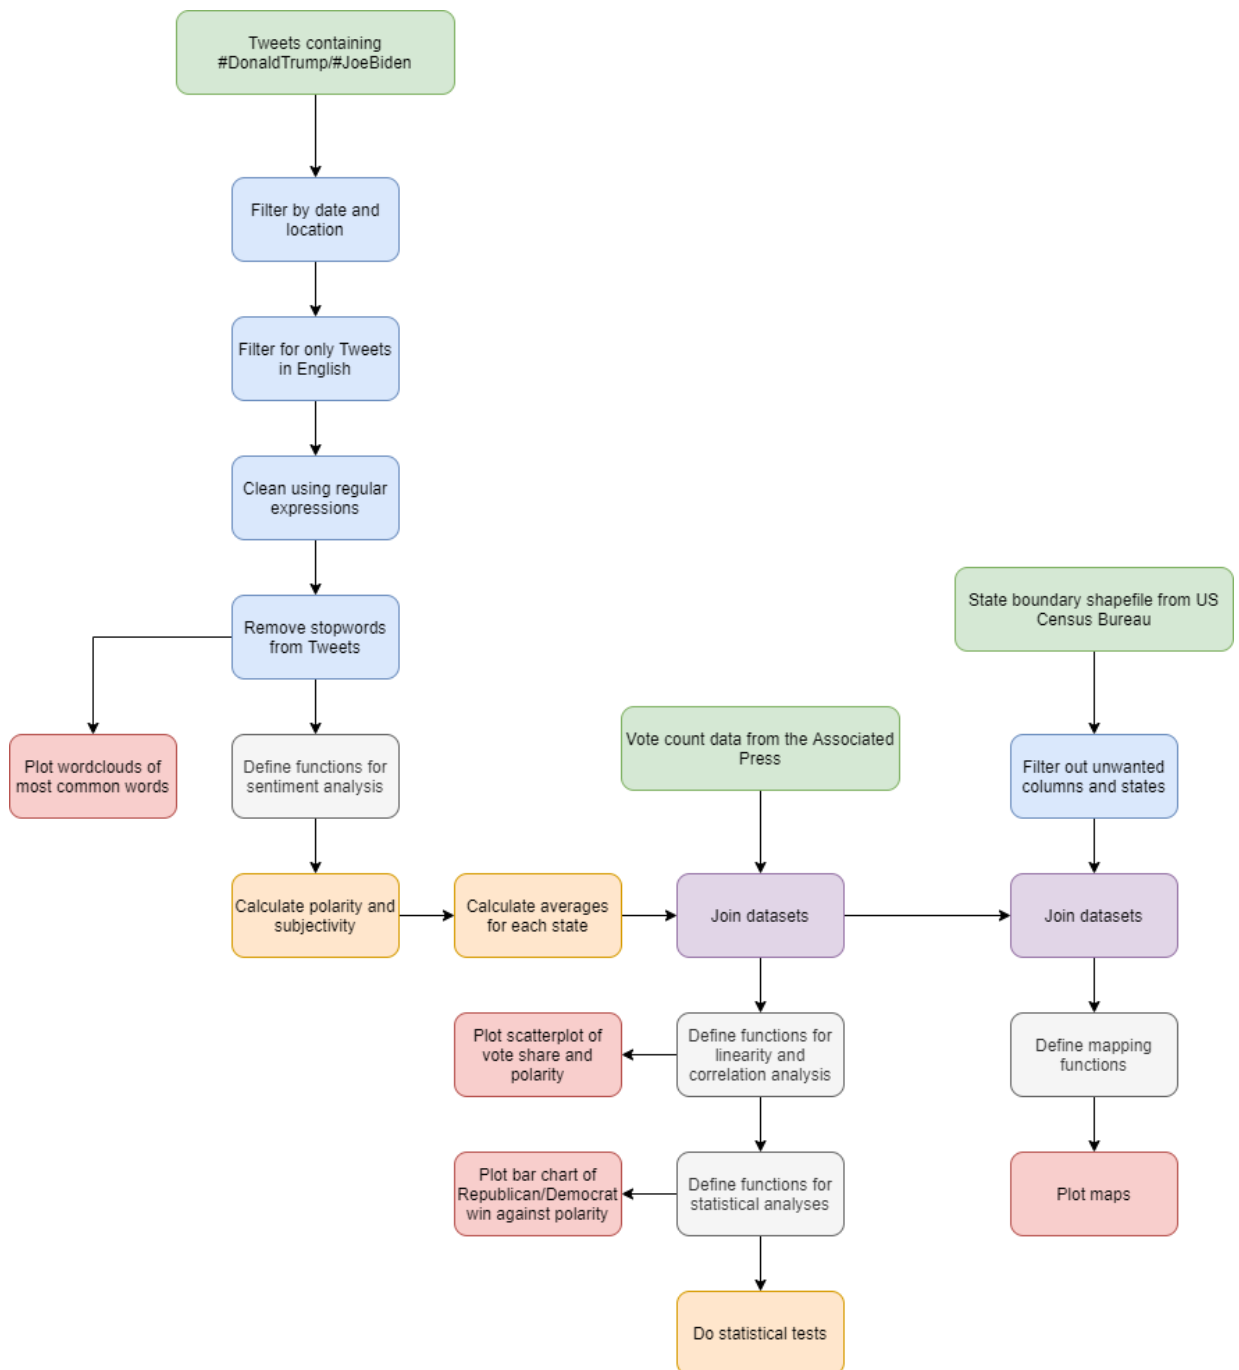 Tweets containing
#DonaldTrump/#JoeBiden
Filter by date and
location
Filter for only Tweets
in English
Clean using regular
expressions
Remove stopwords
from Tweets
State boundary shapefile from US
Census Bureau
Plot wordclouds of
most common words
Define functions for
sentiment analysis
Vote count data from the Associated
Press
Filter out unwanted
columns and states
Calculate polarity and
subjectivity
Calculate averages
for each state
Join datasets
Join datasets
Plot scatterplot of
vote share and
polarity
Define functions for
linearity and
correlation analysis
Define mapping
functions
Plot bar chart of
Republican/Democrat
win against polarity
Define functions for
statistical analyses
Plot maps
Do statistical tests